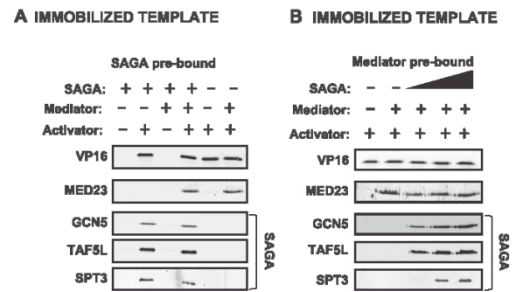 A IMMOBILIZED TEMPLATE
SAGA pre-bound
SAGA: + + + + − −
Mediator: − − + + − +
Activator: − + − + + +
VP16
MED23
GCN5
TAF5L
SPT3
SAGA
B IMMOBILIZED TEMPLATE
Mediator pre-bound
SAGA: − −
Mediator: − + + + +
Activator: + + + + +
VP16
MED23
GCN5
TAF5L
SPT3
SAGA